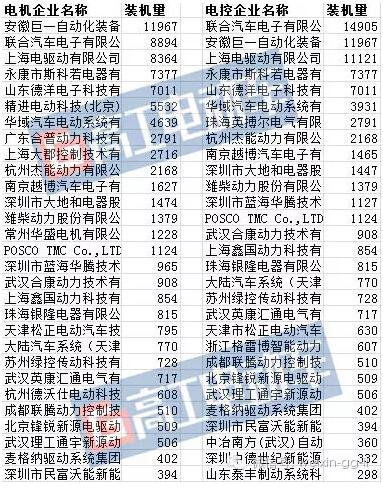 电机企业名称 装机量 电控企业名称 装机量
安徽巨一自动化装备 11967 联合汽车电子有限公 14905
联合汽车电子有限公 8894 安徽巨一自动化装备 11967
上海电驱动有限公司 8364 上海电驱动有限公司 11121
永康市斯科若电器有 7377 永康市斯科若电器有 7377
山东德洋电子科技有 7011 山东德洋电子科技有 7011
精进电动科技(北京) 5532 华域汽车电动系统有 3931
华域汽车电动系统有 4639 珠海英搏尔电气有限 2791
广东 普动力科技有 2791 杭州杰能动力有限公 2168
上海大郡控制技术有 2716 南京越博汽车电子有 1465
杭州杰能动力有限公 2168 深圳市大地和电器股 1447
南京越博汽车电子有 1627 潍柴动力股份有限公 1379
深圳市大地和电器股 1474 深圳市蓝海华腾技术 1127
潍柴动力股份有限公 1379 POSCO TMC Co.,LTD 1124
常州华盛电机有限公 1228 武汉合康动力技术有 908
POSCO TMC Co.,LTD 1124 上海鑫国动力科技有 854
深圳市蓝海华腾技术 965 珠海银隆电器有限公 815
武汉合康动力技术有 908 大陆汽车系统（天津 770
上海鑫国动力科技有 854 苏州绿控传动科技有 728
珠海银隆电器有限公 815 武汉英康汇通电气有 717
天津松正电动汽车技 795 天津市松正电动汽车 630
大陆汽车系统（天津 770 浙江格雷博智能动力 607
苏州绿控传动科技有 728 成都联腾动力控制技 510
武汉英康汇通电气有 717 北京锋锐新源电驱动 509
杭州德沃仕电动科技 608 武汉理工通宇新源动 506
成都联腾动力控制技 510 麦格纳驱动系统集团 402
北京锋锐新源电驱动 509 深圳市民富沃能新能 394
武汉理工通宇新源动 506 中冶南方(武汉)自动 360
麦格纳驱动系统集团 402 深圳中德世纪新能源 332
深圳市民富沃能新能 394 山东泰丰制动系科 298